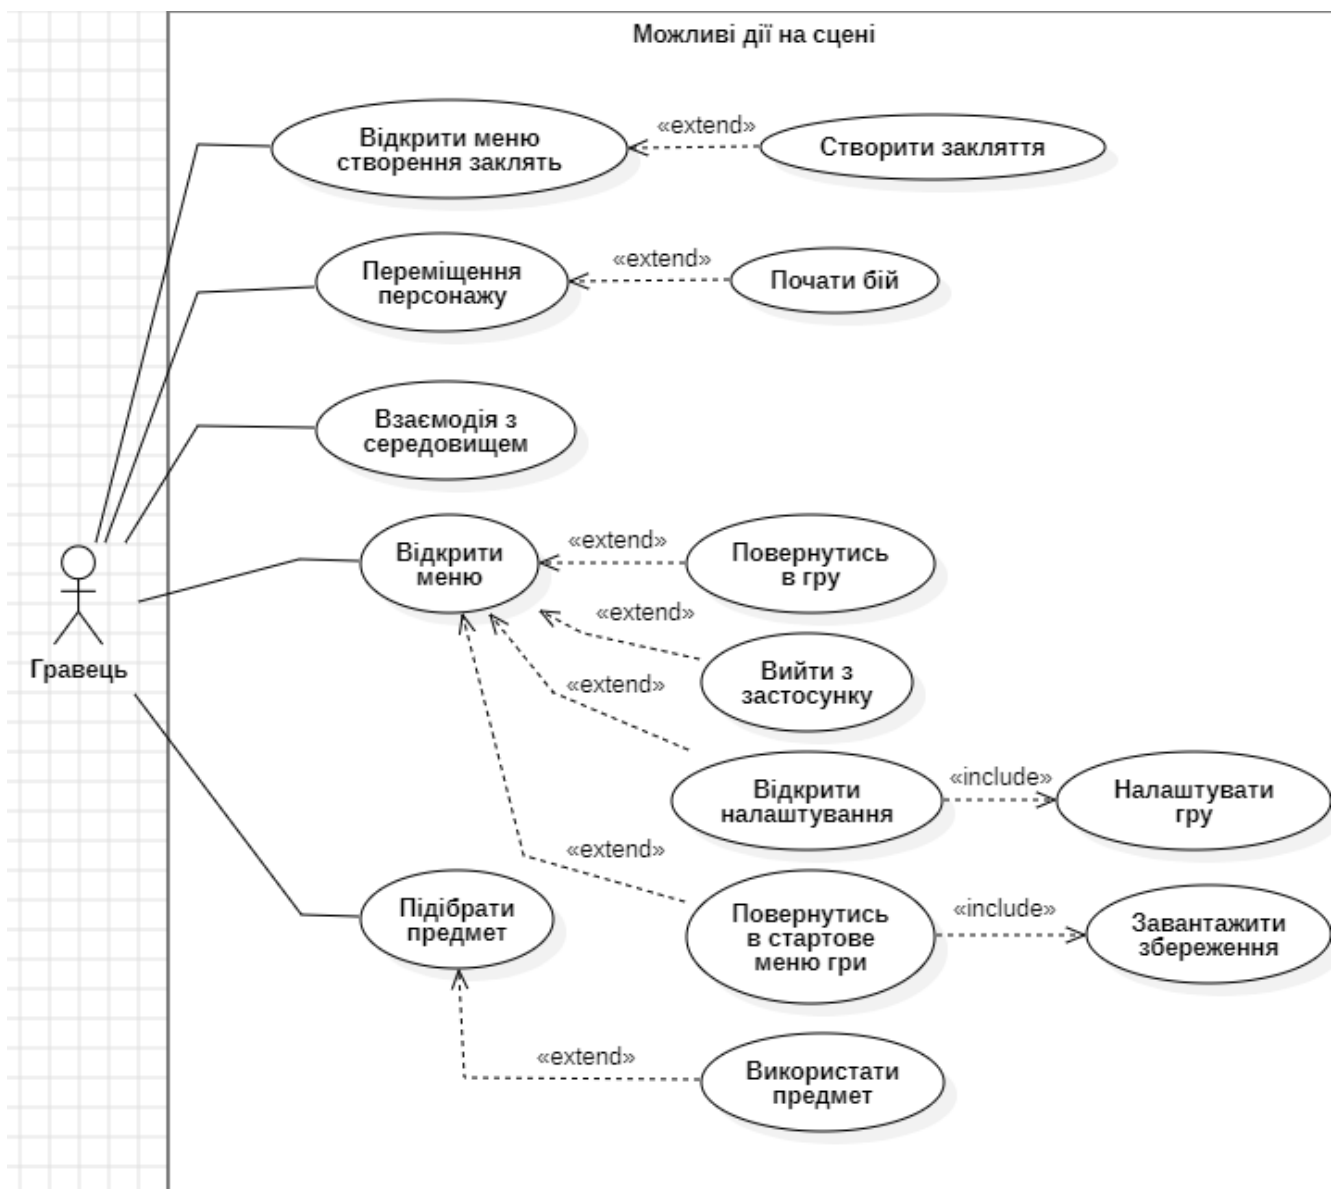 Можливі дії на сцені
Відкрити меню
створення заклять
«extend»
Створити закляття
Переміщення
персонажу
«extend»
Почати бій
Взаємодія з
середовищем
Відкрити
меню
«extend»
Повернутись
в гру
«extend»
Вийти з
застосунку
Гравець
«extend»
Відкрити
налаштування
«include»
Налаштувати
гру
«extend»
Підібрати
предмет
Повернутись
в стартове
меню гри
«include»
Завантажити
збереження
«extend»
Використати
предмет